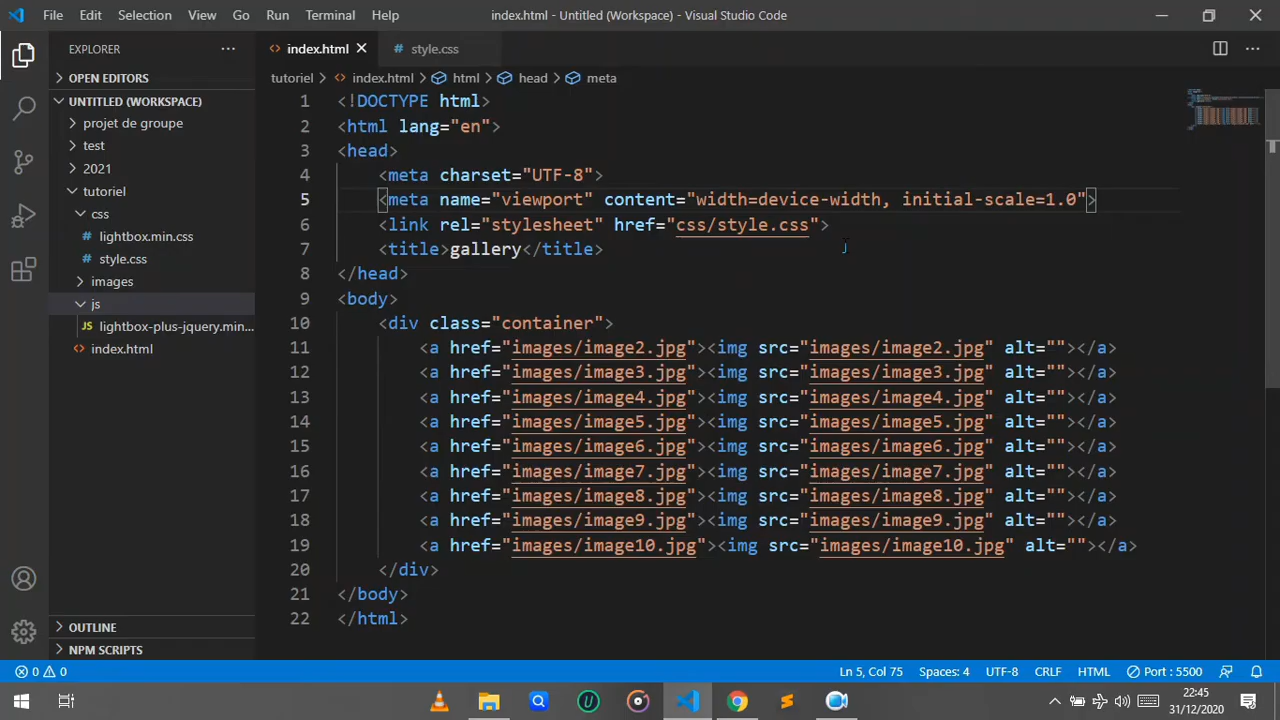 File Edit Selection View Go Run Terminal Help index.html - Untitled (Workspace) - Visual Studio Code
EXPLORER
index.html style.css
OPEN EDITORS
tutoriel > index.html > html > head > meta
UNTITLED (WORKSPACE)
projet de groupe
test
2021
tutoriel
css
lightbox.min.css
style.css
images
js
JS lightbox-plus-jquery.min...
index.html
OUTLINE
NPM SCRIPTS
1 <!DOCTYPE html>
2 <html lang="en">
3 <head>
4 <meta charset="UTF-8">
5 <meta name="viewport" content="width=device-width, initial-scale=1.0">
6 <link rel="stylesheet" href="css/style.css">
7 <title>gallery</title>
8 </head>
9 <body>
10 <div class="container">
11 <a href="images/image2.jpg"><img src="images/image2.jpg" alt=""></a>
12 <a href="images/image3.jpg"><img src="images/image3.jpg" alt=""></a>
13 <a href="images/image4.jpg"><img src="images/image4.jpg" alt=""></a>
14 <a href="images/image5.jpg"><img src="images/image5.jpg" alt=""></a>
15 <a href="images/image6.jpg"><img src="images/image6.jpg" alt=""></a>
16 <a href="images/image7.jpg"><img src="images/image7.jpg" alt=""></a>
17 <a href="images/image8.jpg"><img src="images/image8.jpg" alt=""></a>
18 <a href="images/image9.jpg"><img src="images/image9.jpg" alt=""></a>
19 <a href="images/image10.jpg"><img src="images/image10.jpg" alt=""></a>
20 </div>
21 </body>
22 </html>
0 0 Ln 5, Col 75 Spaces: 4 UTF-8 CRLF HTML Port : 5500
22:45
31/12/2020